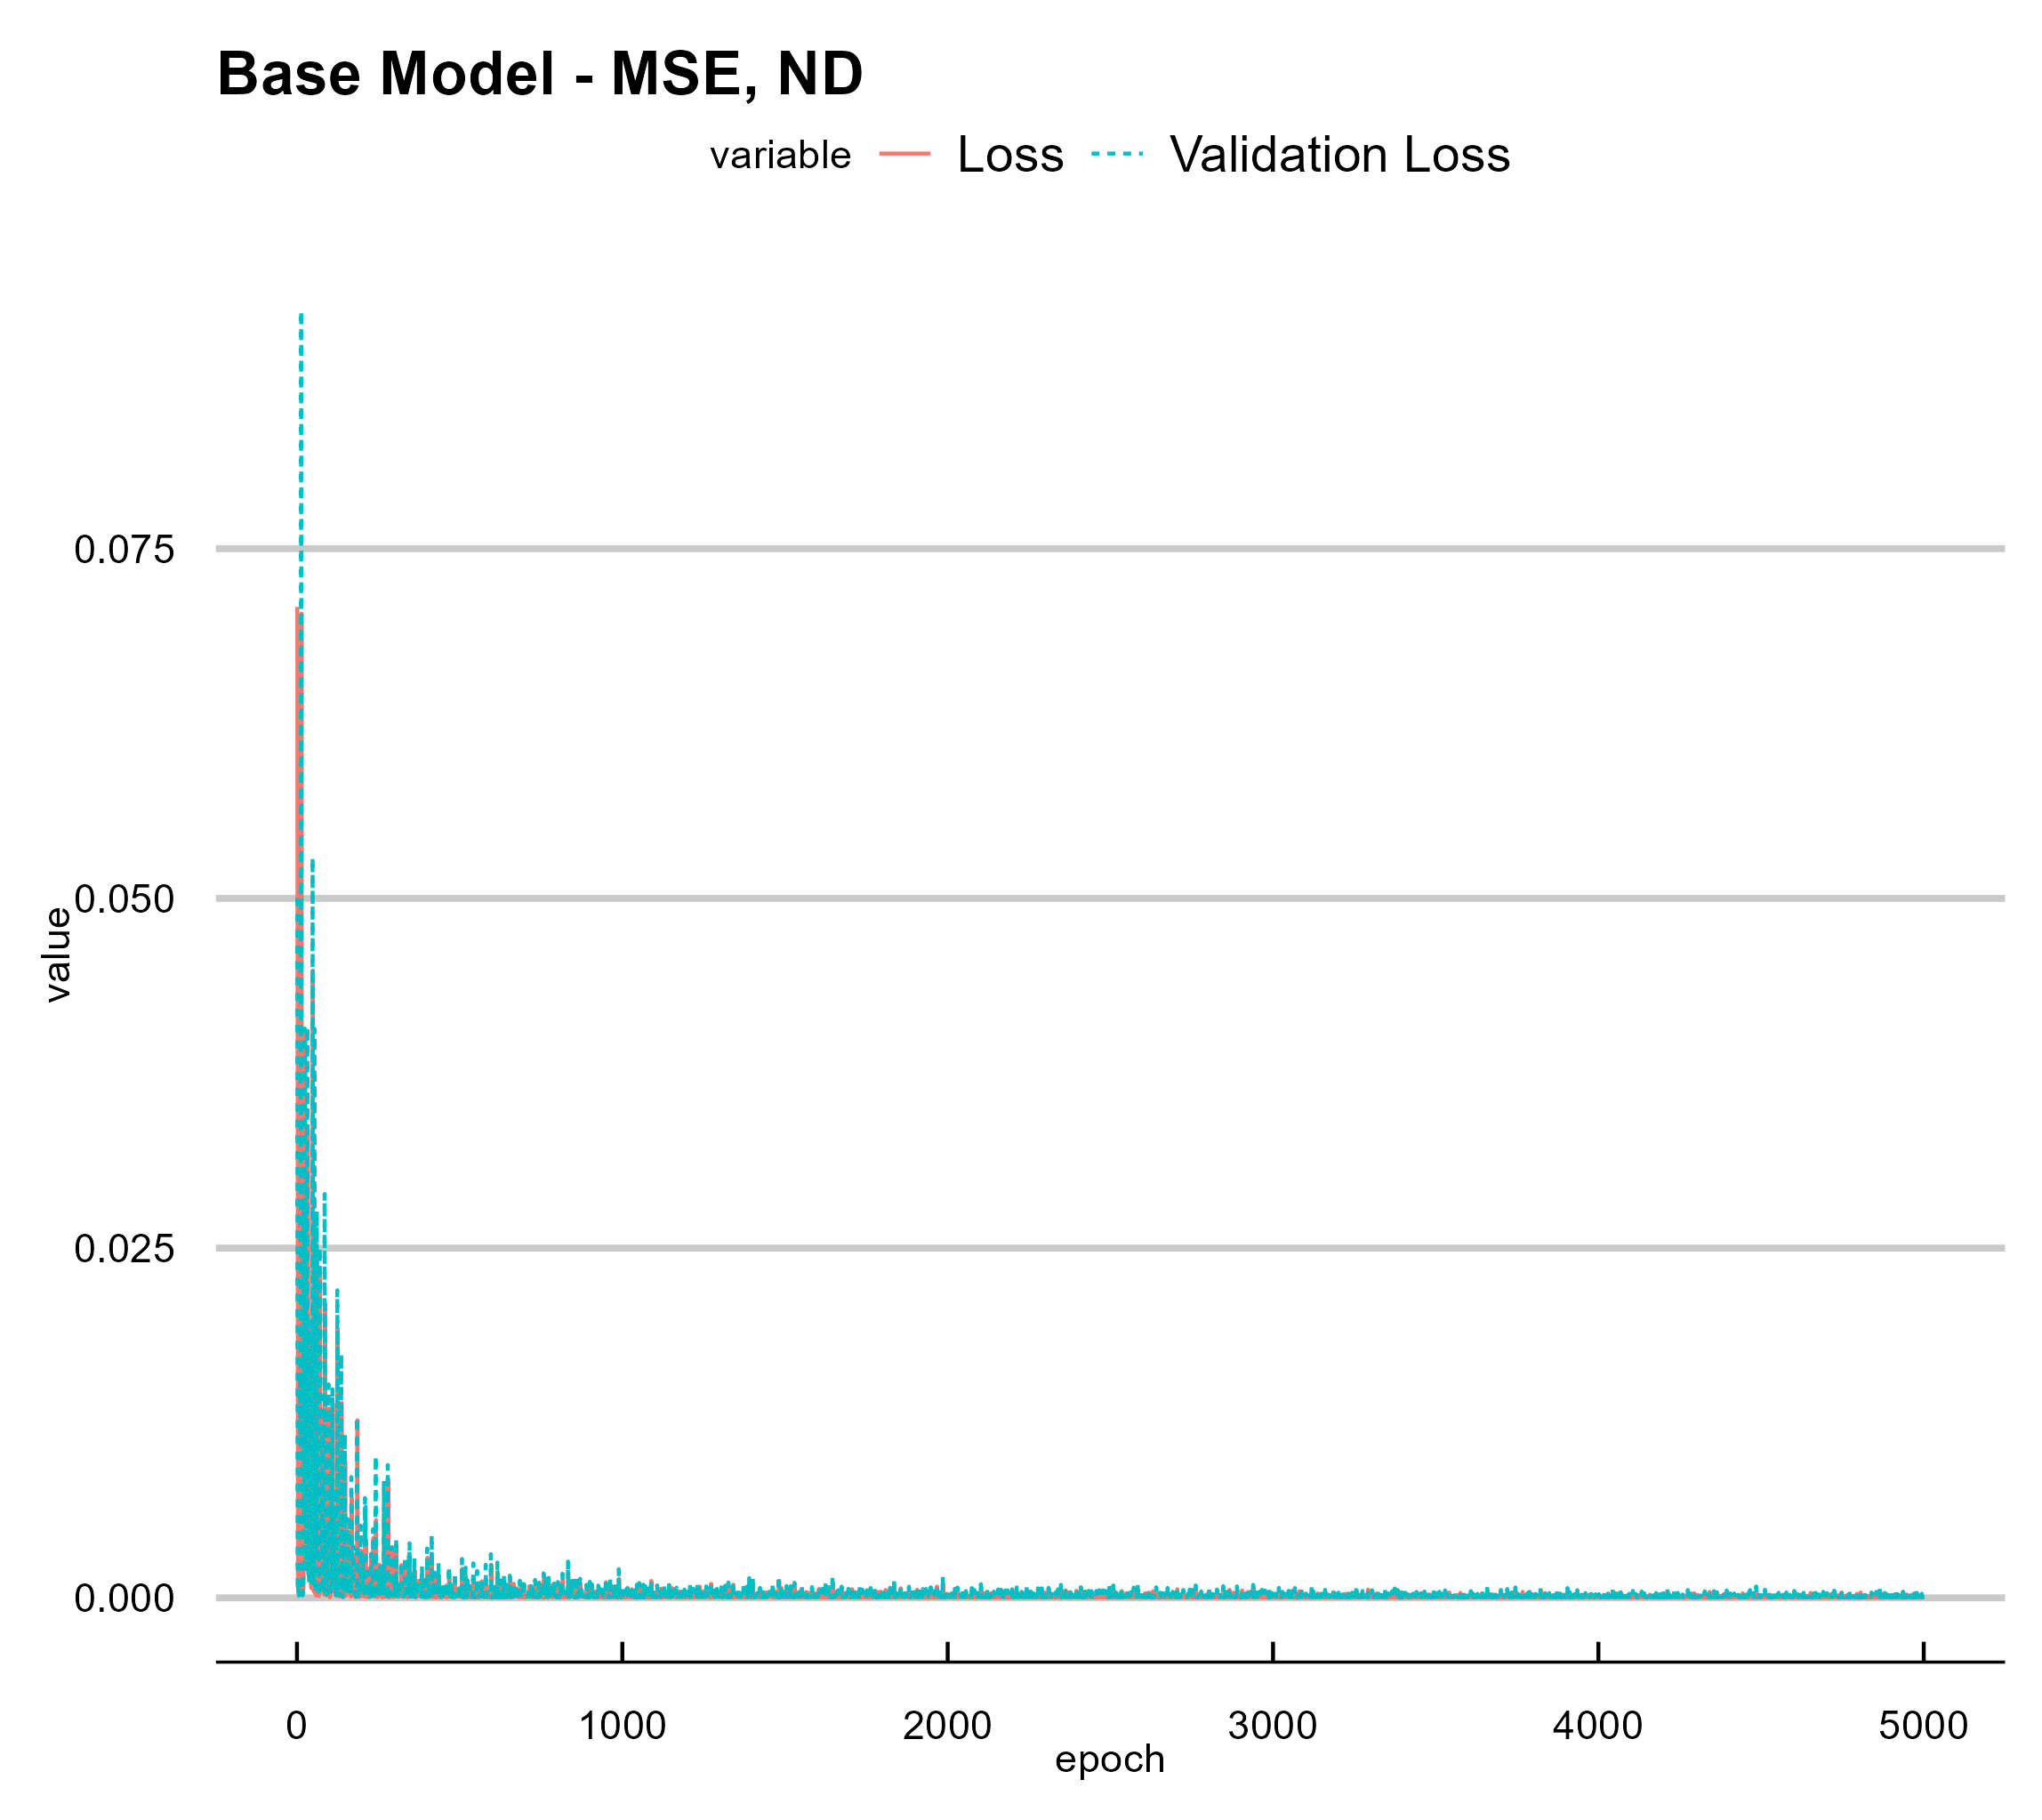 Base Model - MSE, ND
variable Loss Validation Loss
0.075
0.050
0.025
0.000
value
0 1000 2000 3000 4000 5000
epoch